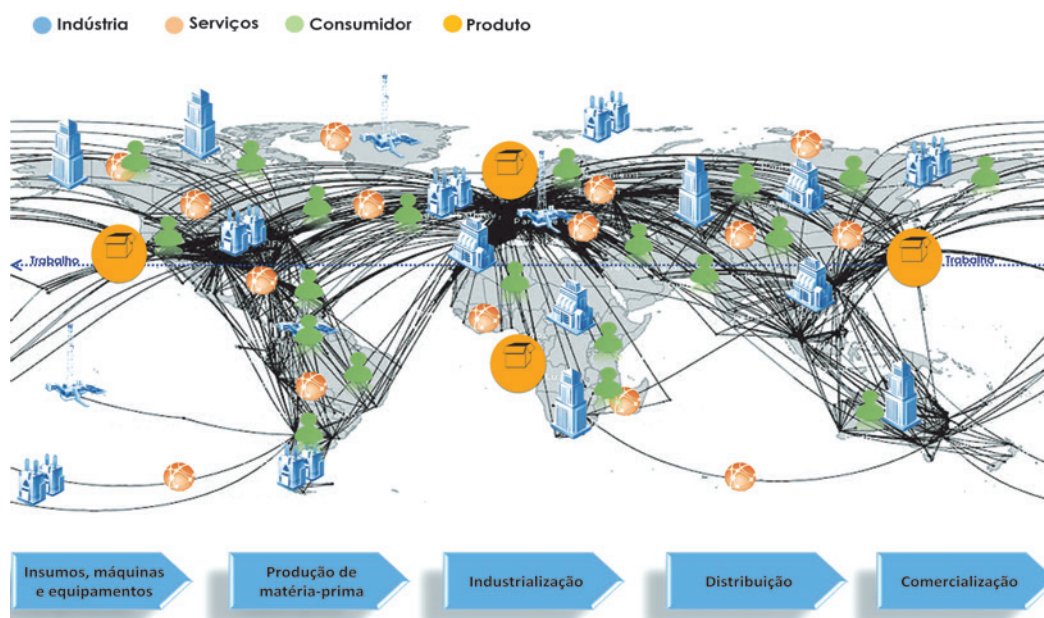 Indústria
Serviços
Consumidor
Produto
Trabalho
Trabalho
Insumos, máquinas
e equipamentos
Produção de
matéria-prima
Industrialização
Distribuição
Comercialização